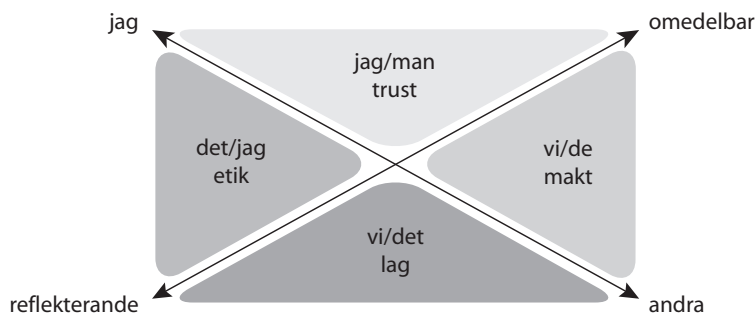 jag
omedelbar
jag/man
trust
det/jag
etik
vi/de
makt
vi/det
lag
reflekterande
andra